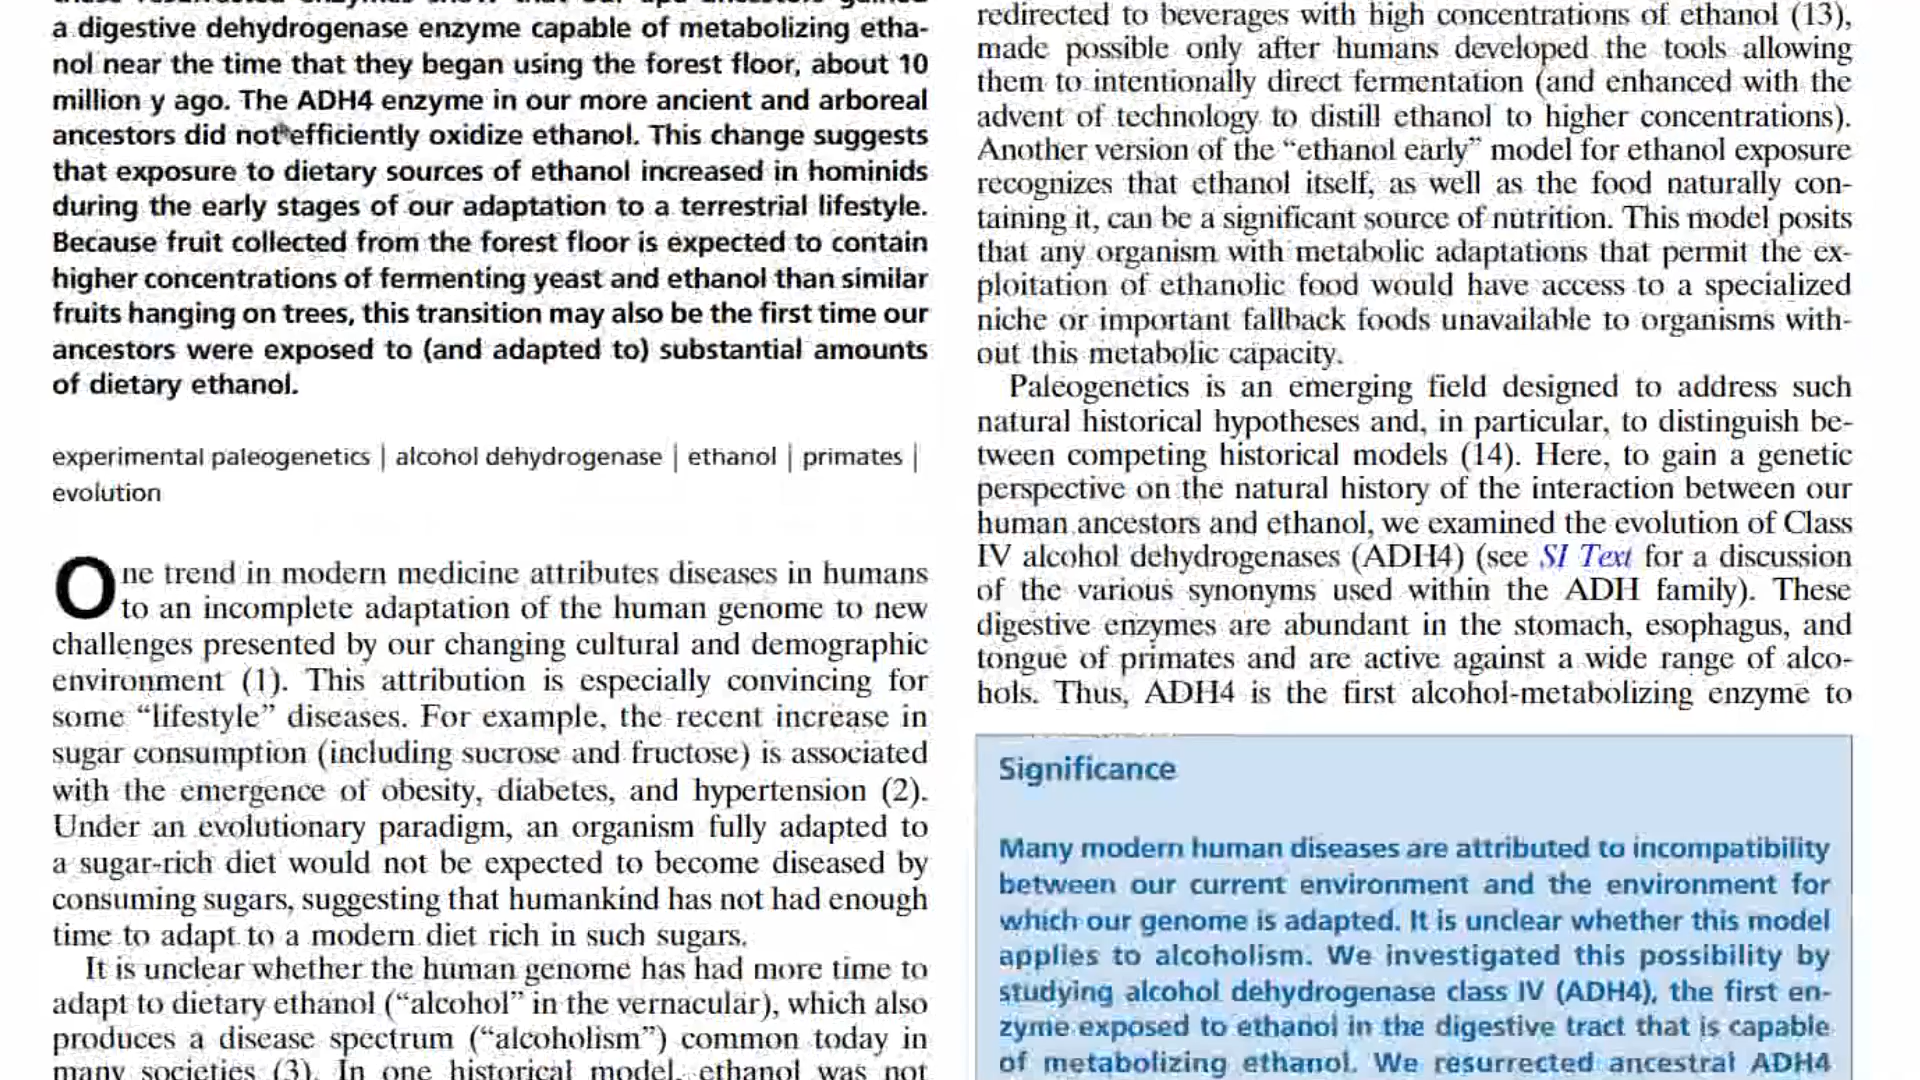 a digestive dehydrogenase enzyme capable of metabolizing etha-
nol near the time that they began using the forest floor, about 10
million y ago. The ADH4 enzyme in our more ancient and arboreal
ancestors did not efficiently oxidize ethanol. This change suggests
that exposure to dietary sources of ethanol increased in hominids
during the early stages of our adaptation to a terrestrial lifestyle.
Because fruit collected from the forest floor is expected to contain
higher concentrations of fermenting yeast and ethanol than similar
fruits hanging on trees, this transition may also be the first time our
ancestors were exposed to (and adapted to) substantial amounts
of dietary ethanol.
experimental paleogenetics | alcohol dehydrogenase | ethanol | primates |
evolution
One trend in modern medicine attributes diseases in humans
to an incomplete adaptation of the human genome to new
challenges presented by our changing cultural and demographic
environment (1). This attribution is especially convincing for
some “lifestyle” diseases. For example, the recent increase in
sugar consumption (including sucrose and fructose) is associated
with the emergence of obesity, diabetes, and hypertension (2).
Under an evolutionary paradigm, an organism fully adapted to
a sugar-rich diet would not be expected to become diseased by
consuming sugars, suggesting that humankind has not had enough
time to adapt to a modern diet rich in such sugars.
It is unclear whether the human genome has had more time to
adapt to dietary ethanol (“alcohol” in the vernacular), which also
produces a disease spectrum (“alcoholism”) common today in
many societies (3). In one historical model, ethanol was not
redirected to beverages with high concentrations of ethanol (13),
made possible only after humans developed the tools allowing
them to intentionally direct fermentation (and enhanced with the
advent of technology to distill ethanol to higher concentrations).
Another version of the “ethanol early” model for ethanol exposure
recognizes that ethanol itself, as well as the food naturally con-
taining it, can be a significant source of nutrition. This model posits
that any organism with metabolic adaptations that permit the ex-
ploitation of ethanolic food would have access to a specialized
niche or important fallback foods unavailable to organisms with-
out this metabolic capacity.
Paleogenetics is an emerging field designed to address such
natural historical hypotheses and, in particular, to distinguish be-
tween competing historical models (14). Here, to gain a genetic
perspective on the natural history of the interaction between our
human ancestors and ethanol, we examined the evolution of Class
IV alcohol dehydrogenases (ADH4) (see SI Text for a discussion
of the various synonyms used within the ADH family). These
digestive enzymes are abundant in the stomach, esophagus, and
tongue of primates and are active against a wide range of alco-
hols. Thus, ADH4 is the first alcohol-metabolizing enzyme to
Significance
Many modern human diseases are attributed to incompatibility
between our current environment and the environment for
which our genome is adapted. It is unclear whether this model
applies to alcoholism. We investigated this possibility by
studying alcohol dehydrogenase class IV (ADH4), the first en-
zyme exposed to ethanol in the digestive tract that is capable
of metabolizing ethanol. We resurrected ancestral ADH4